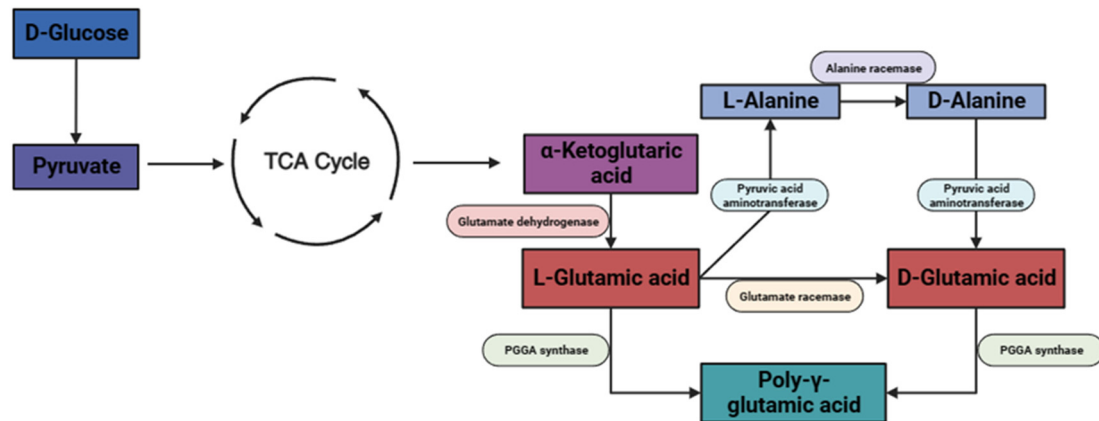 D-Glucose
Pyruvate
TCA Cycle
α-Ketoglutaric
acid
Glutamate dehydrogenase
L-Glutamic acid
PGGA synthase
L-Alanine
Alanine racemase
D-Alanine
Pyruvic acid
aminotransferase
Pyruvic acid
aminotransferase
Glutamate racemase
D-Glutamic acid
PGGA synthase
Poly-γ-
glutamic acid